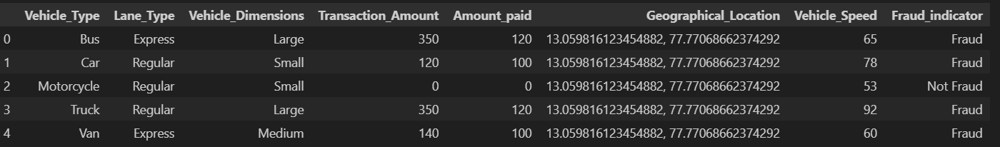 Vehicle_Type Lane_Type Vehicle_Dimensions Transaction_Amount Amount_paid Geographical_Location Vehicle_Speed Fraud_indicator
0 Bus Express Large 350 120 13.059816123454882, 77.77068662374292 65 Fraud
1 Car Regular Small 120 100 13.059816123454882, 77.77068662374292 78 Fraud
2 Motorcycle Regular Small 0 0 13.059816123454882, 77.77068662374292 53 Not Fraud
3 Truck Regular Large 350 120 13.059816123454882, 77.77068662374292 92 Fraud
4 Van Express Medium 140 100 13.059816123454882, 77.77068662374292 60 Fraud